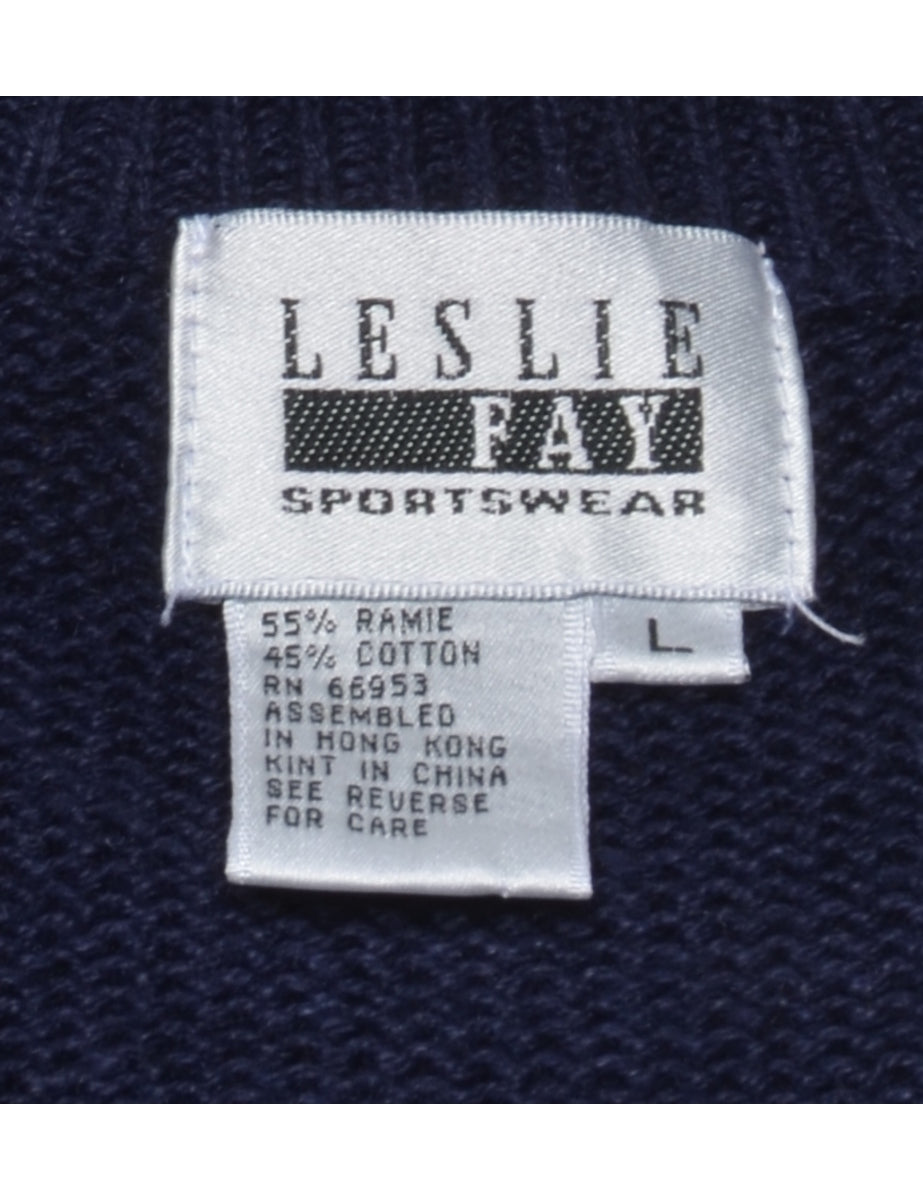 LESLIE
FAY
SPORTSWEAR
55% RAMIE
45% COTTON
RN 66953
ASSEMBLED
IN HONG KONG
KINT IN CHINA
SEE REVERSE
FOR CARE
L